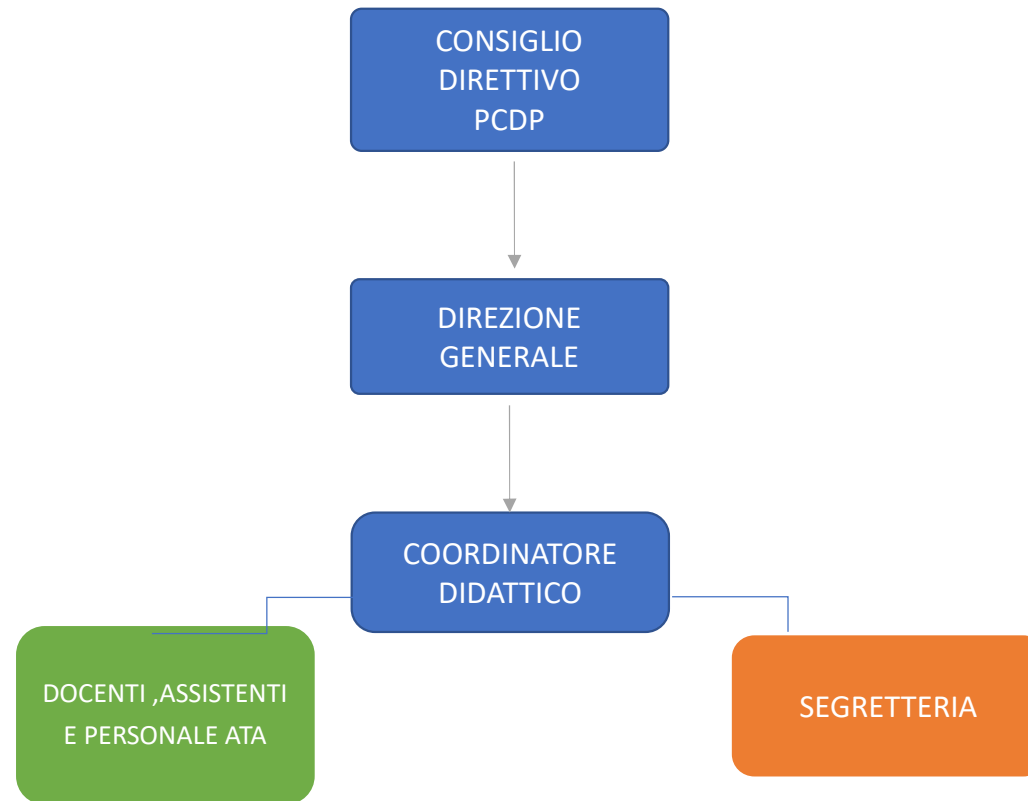 CONSIGLIO
DIRETTIVO
PCDP
DIREZIONE
GENERALE
COORDINATORE
DIDATTICO
DOCENTI ,ASSISTENTI
E PERSONALE ATA
SEGRETTERIA